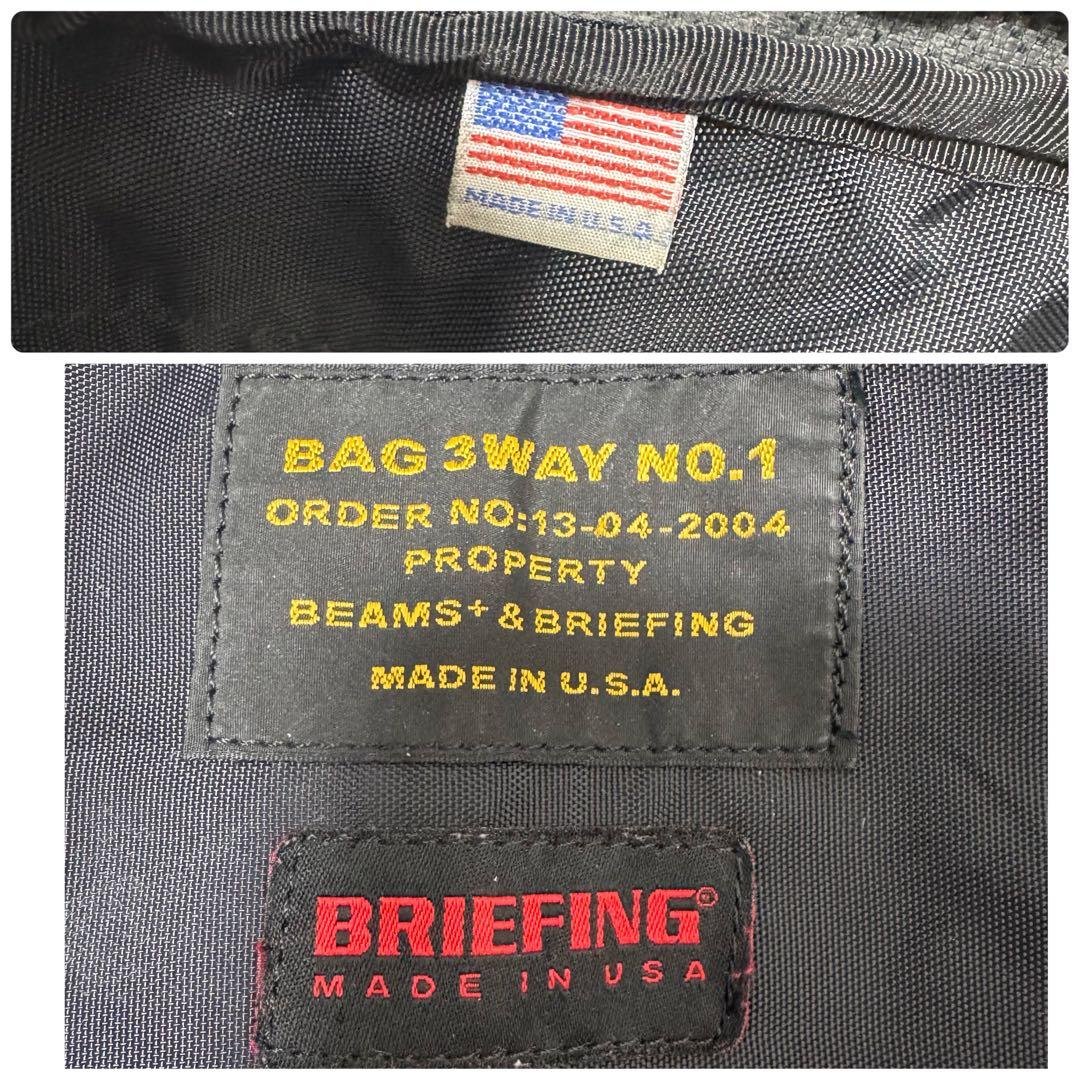 MADE IN U.S.A.
BAG 3WAY NO.1
ORDER NO:13-04-2004
PROPERTY
BEAMS+ & BRIEFING
MADE IN U.S.A.
BRIEFING®
MADE IN USA